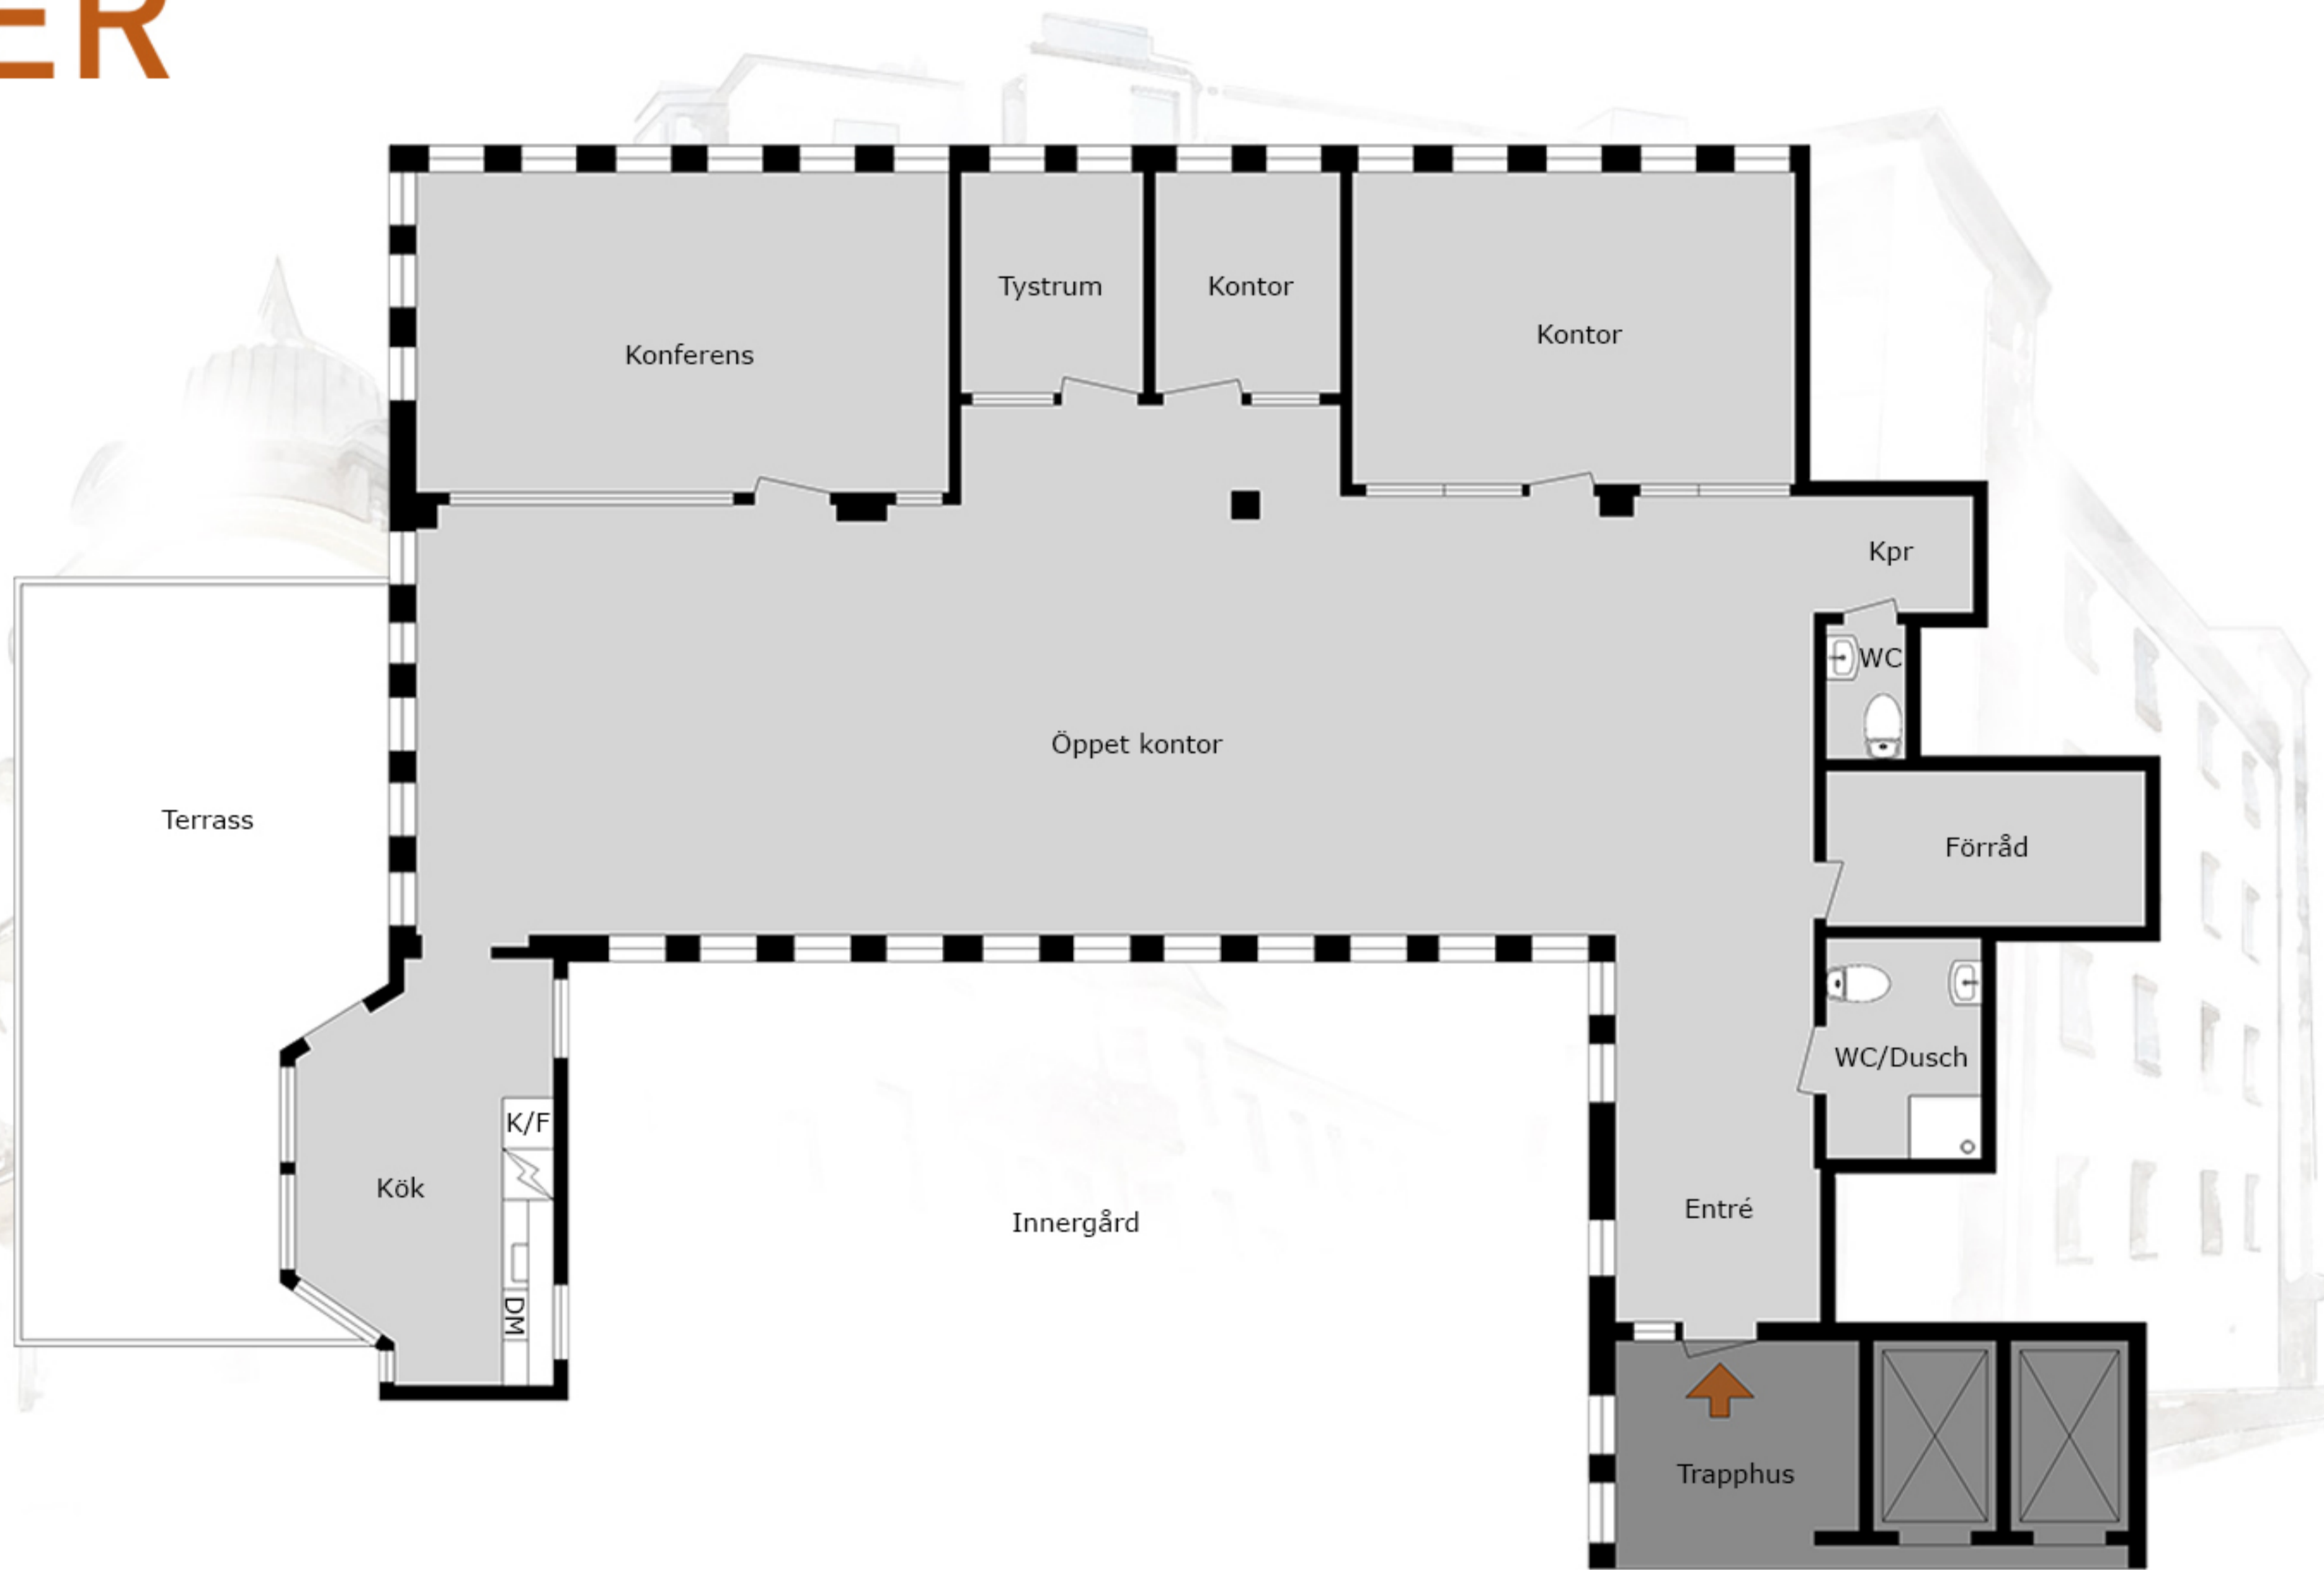 ER
Tystrum
Kontor
Kontor
Konferens
Kpr
WC
Öppet kontor
Terrass
Förråd
WC/Dusch
K/F
Kök
Entré
Innergård
DM
Trapphus